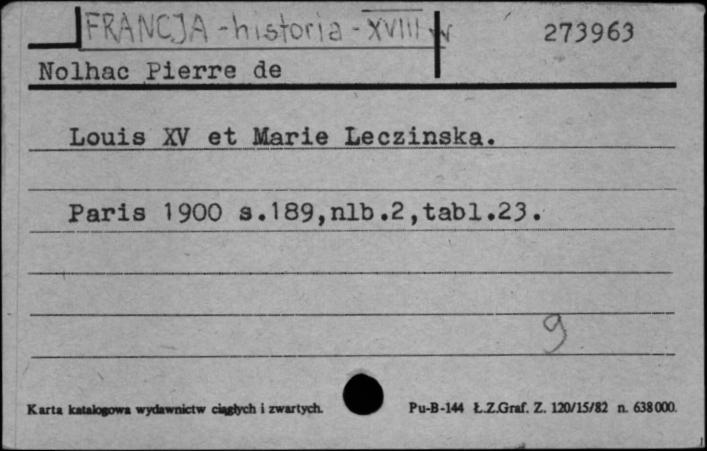 FRANCJA - historia - XVIII w
273963
Nolhac Pierre de
Louis XV et Marie Leczinska.
Paris 1900 s.189,nlb.2,tabl.23.
9
Karta katalogowa wydawnictw ciągłych i zwartych. Pu-B-144 Ł.Z.Graf. Z. 120/15/82 n. 638000.